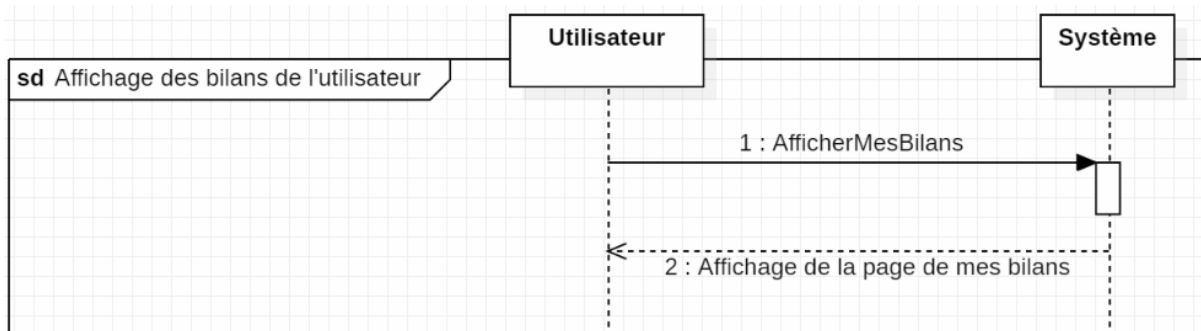 Utilisateur
Système
sd Affichage des bilans de l'utilisateur
1 : AfficherMesBilans
2 : Affichage de la page de mes bilans